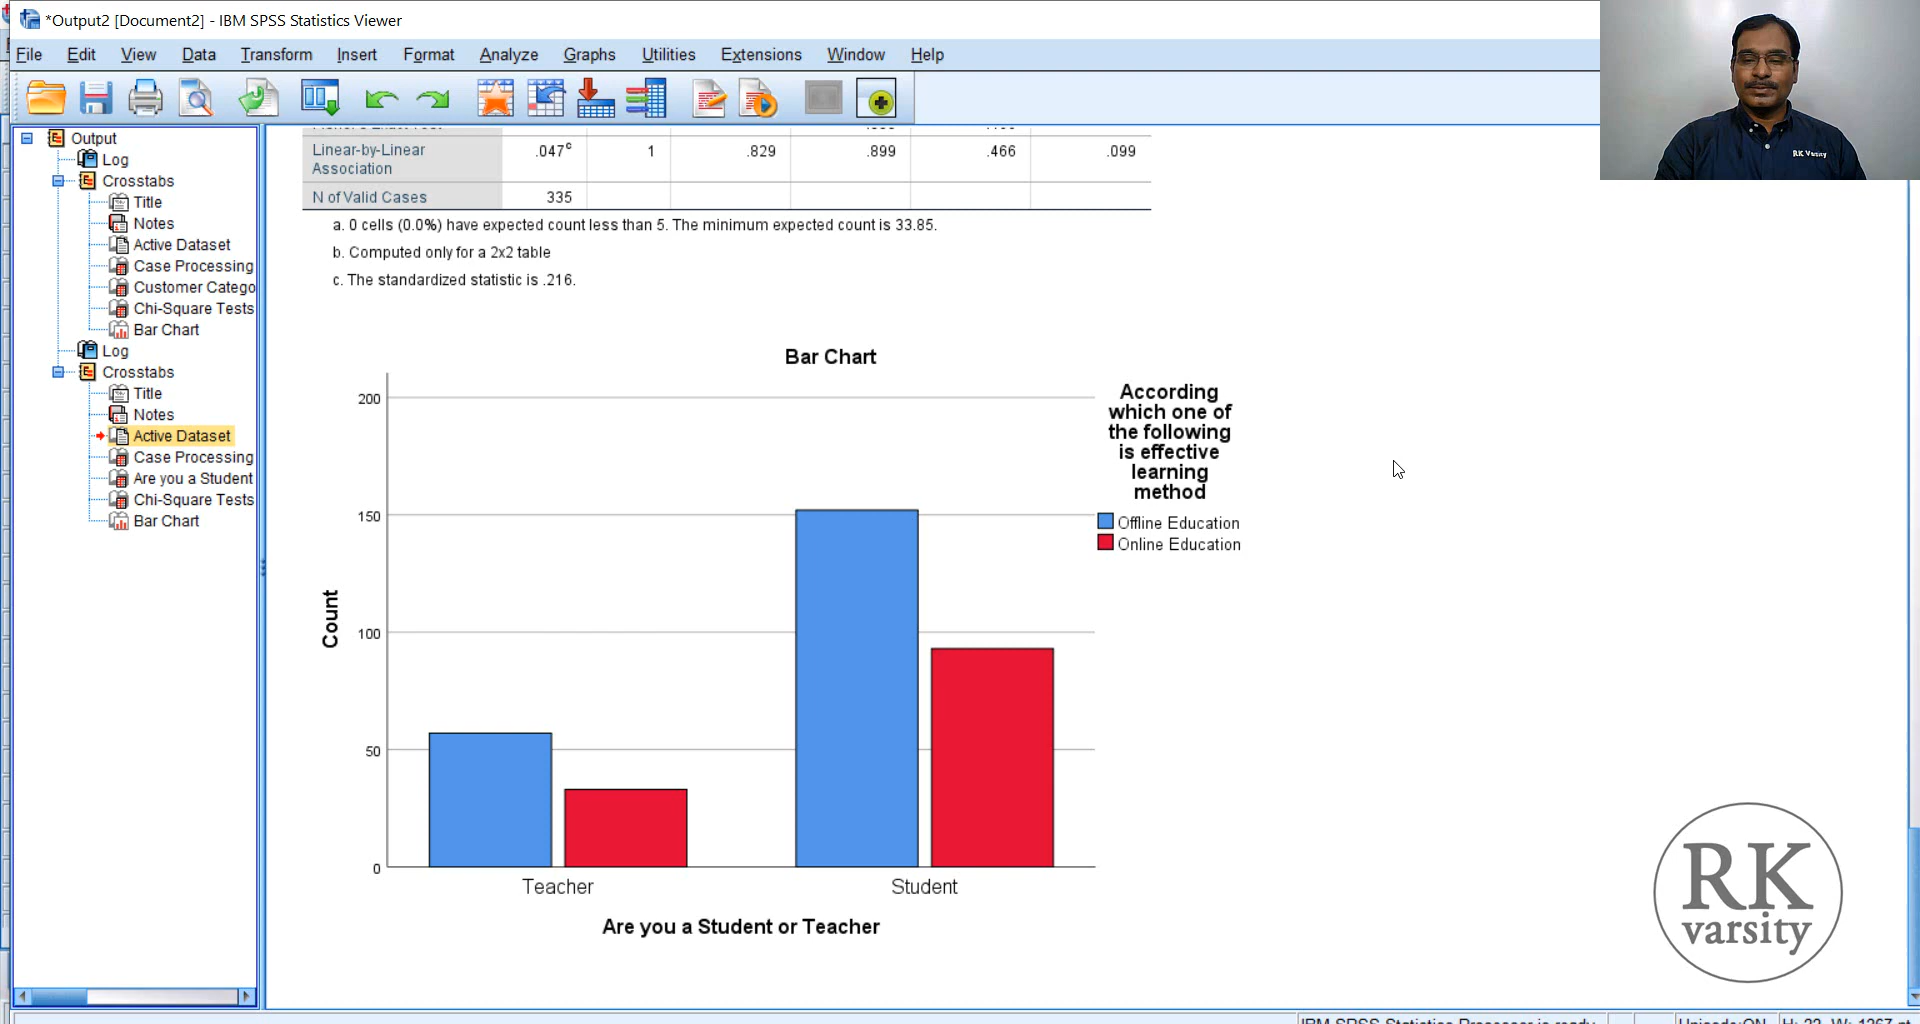 *Output2 [Document2] - IBM SPSS Statistics Viewer
File Edit View Data Transform Insert Format Analyze Graphs Utilities Extensions Window Help
Output
Log
Crosstabs
Title
Notes
Active Dataset
Case Processing
Customer Catego
Chi-Square Tests
Bar Chart
Log
Crosstabs
Title
Notes
Active Dataset
Case Processing
Are you a Student
Chi-Square Tests
Bar Chart
Linear-by-Linear Association .047c 1 .829 .899 .466 .099
N of Valid Cases 335
a. 0 cells (0.0%) have expected count less than 5. The minimum expected count is 33.85.
b. Computed only for a 2x2 table
c. The standardized statistic is .216.
Bar Chart
200
150
100
50
0
Count
Teacher Student
Are you a Student or Teacher
According
which one of
the following
is effective
learning
method
Offline Education
Online Education
RK Varsity
RK
varsity